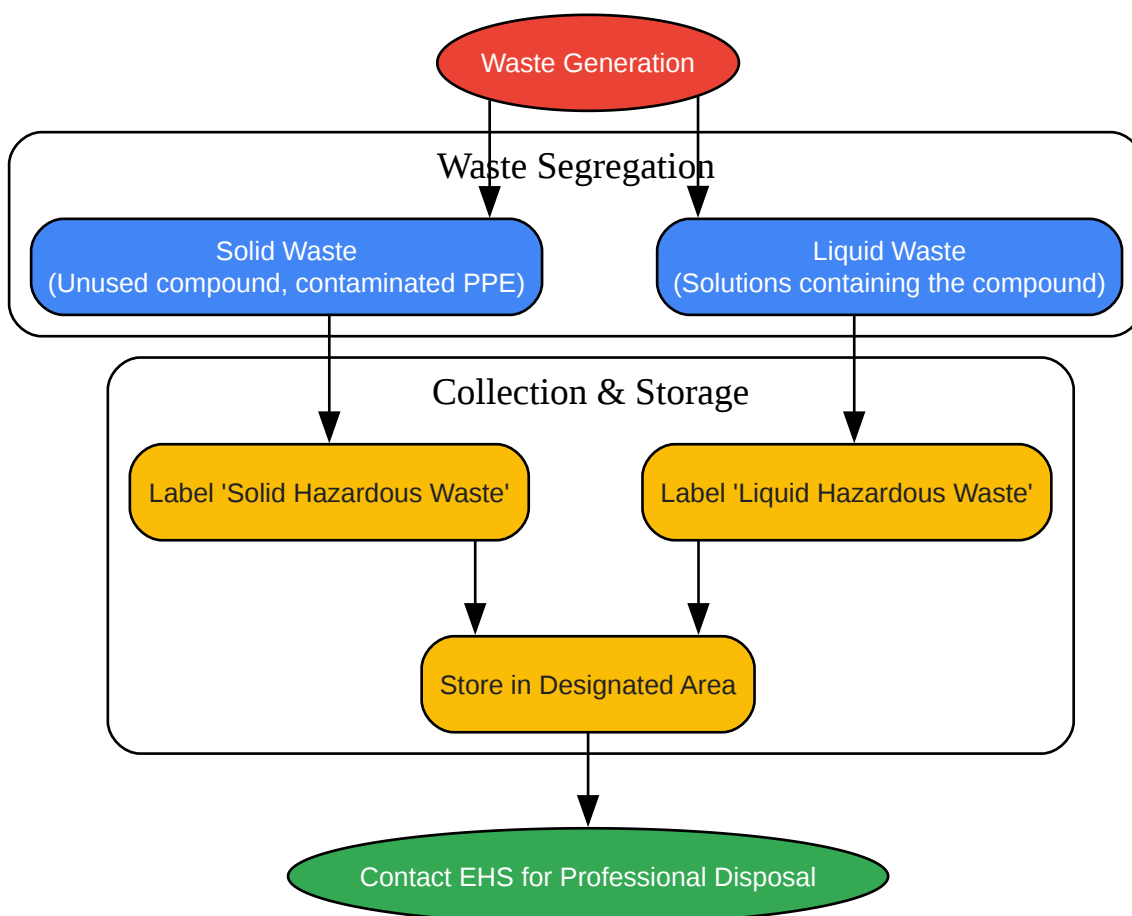 Waste Generation
Waste Segregation
Solid Waste
(Unused compound, contaminated PPE)
Liquid Waste
(Solutions containing the compound)
Collection & Storage
Label 'Solid Hazardous Waste'
Label 'Liquid Hazardous Waste'
Store in Designated Area
Contact EHS for Professional Disposal